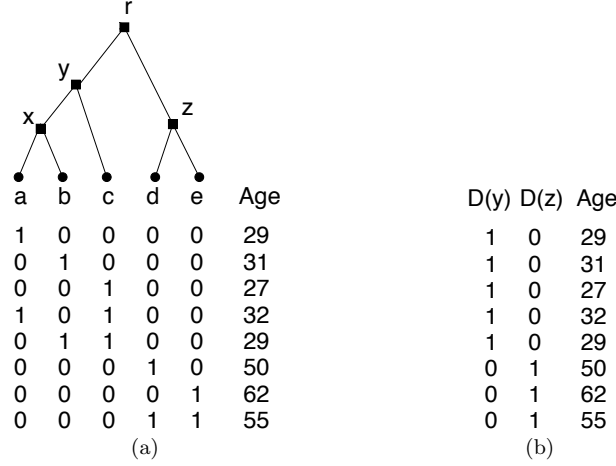 r
y
x
z
a b c d e Age D(y) D(z) Age
1 0 0 0 0 29 1 0 29
0 1 0 0 0 31 1 0 31
0 0 1 0 0 27 1 0 27
1 0 1 0 0 32 1 0 32
0 1 1 0 0 29 1 0 29
0 0 0 1 0 50 0 1 50
0 0 0 0 1 62 0 1 62
0 0 0 1 1 55 0 1 55
(a) (b)